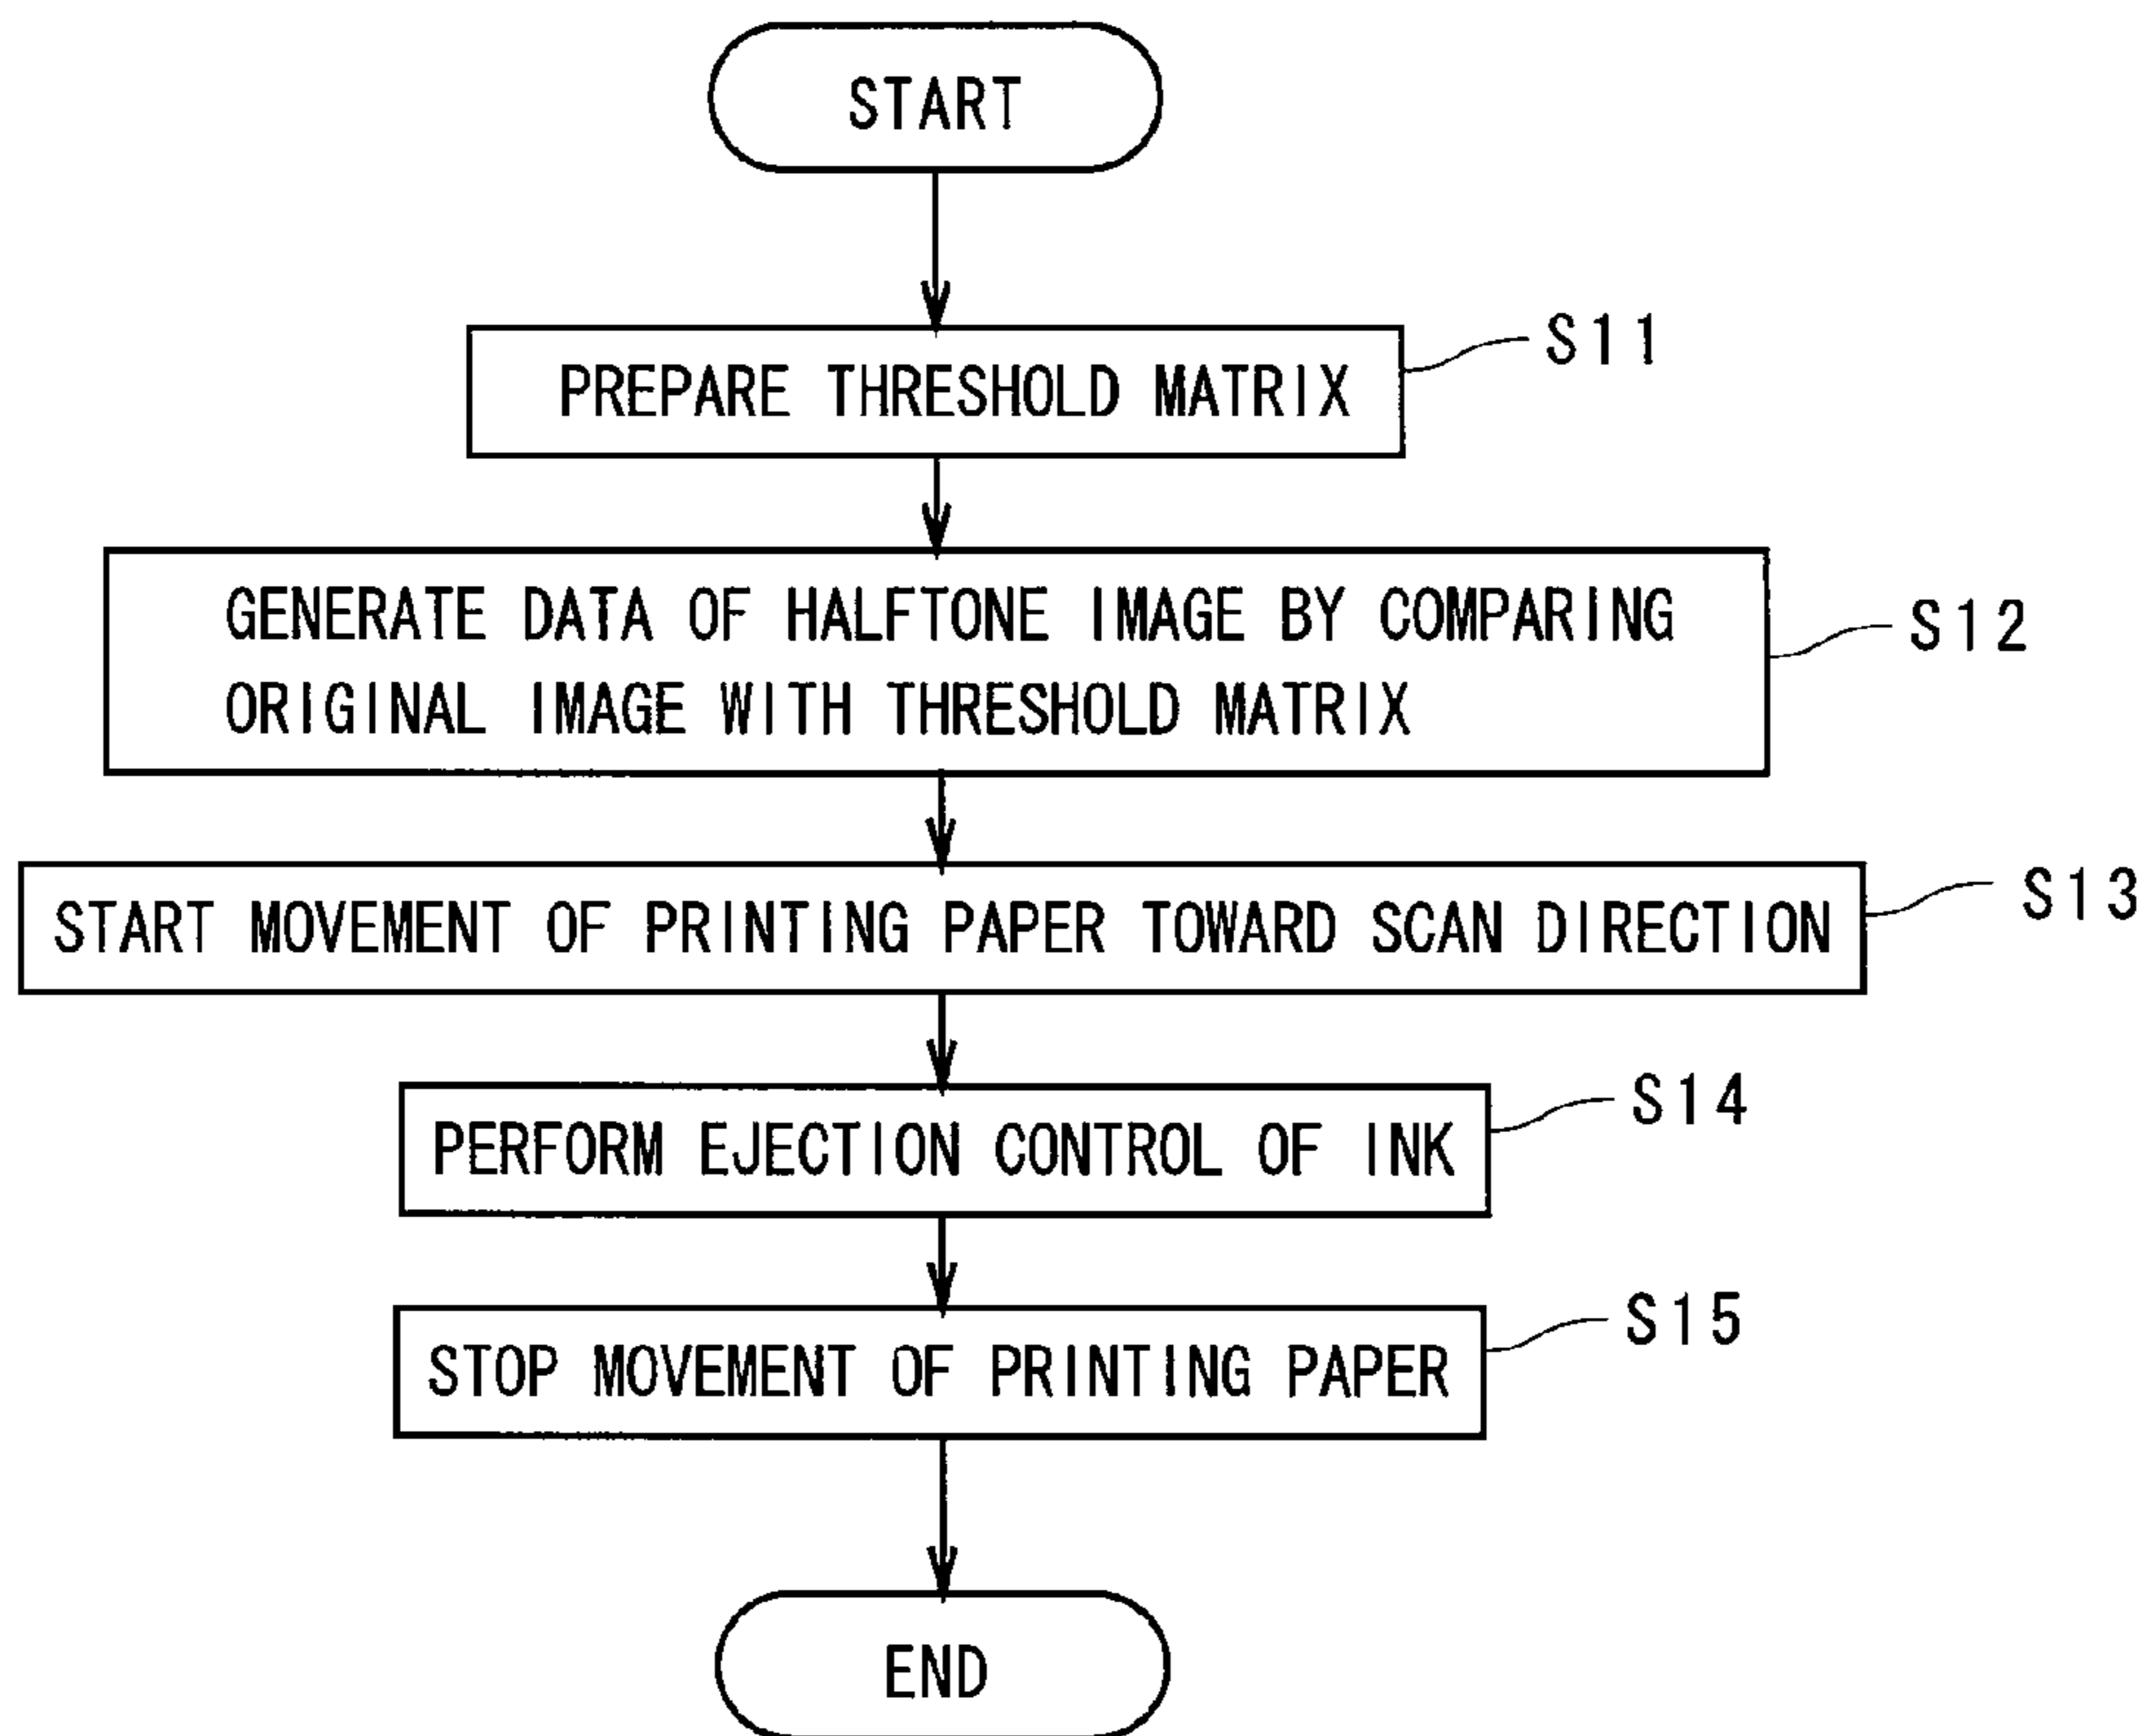 START
PREPARE THRESHOLD MATRIX
S11
GENERATE DATA OF HALFTONE IMAGE BY COMPARING
ORIGINAL IMAGE WITH THRESHOLD MATRIX
S12
START MOVEMENT OF PRINTING PAPER TOWARD SCAN DIRECTION
S13
PERFORM EJECTION CONTROL OF INK
S14
STOP MOVEMENT OF PRINTING PAPER
S15
END